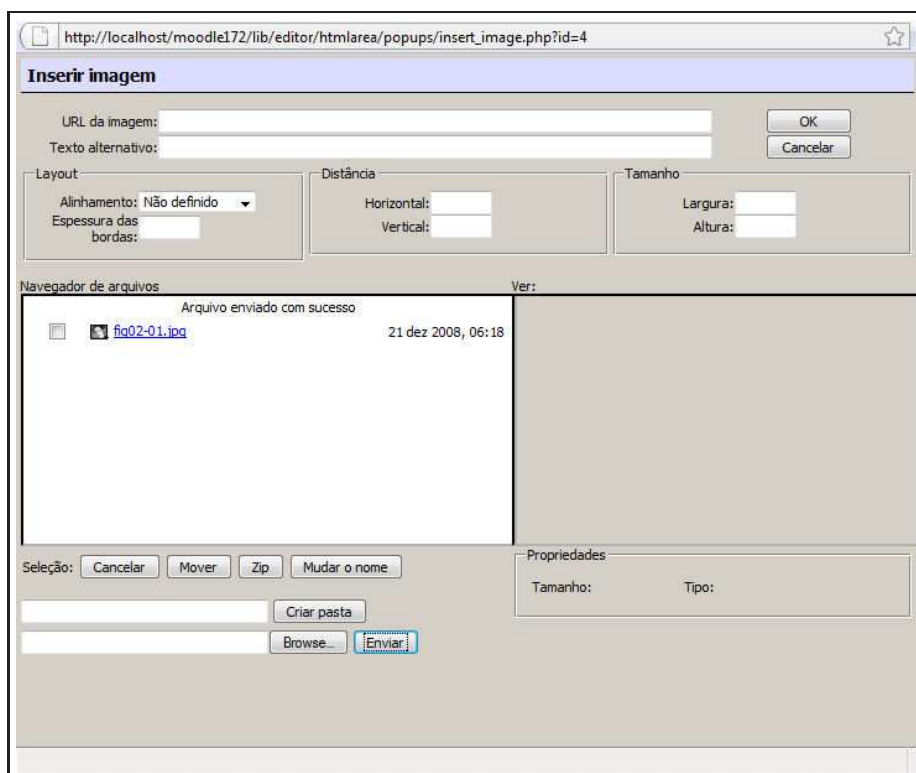 http://localhost/moodle172/lib/editor/htmlarea/popups/insert_image.php?id=4
Inserir imagem
URL da imagem:
OK
Texto alternativo:
Cancelar
Layout
Alinhamento: Não definido
Espessura das
bordas:
Distância
Horizontal:
Vertical:
Tamanho
Largura:
Altura:
Navegador de arquivos
Ver:
Arquivo enviado com sucesso
fig02-01.jpg 21 dez 2008, 06:18
Seleção: Cancelar Mover Zip Mudar o nome
Propriedades
Tamanho: Tipo:
Criar pasta
Browse... Enviar